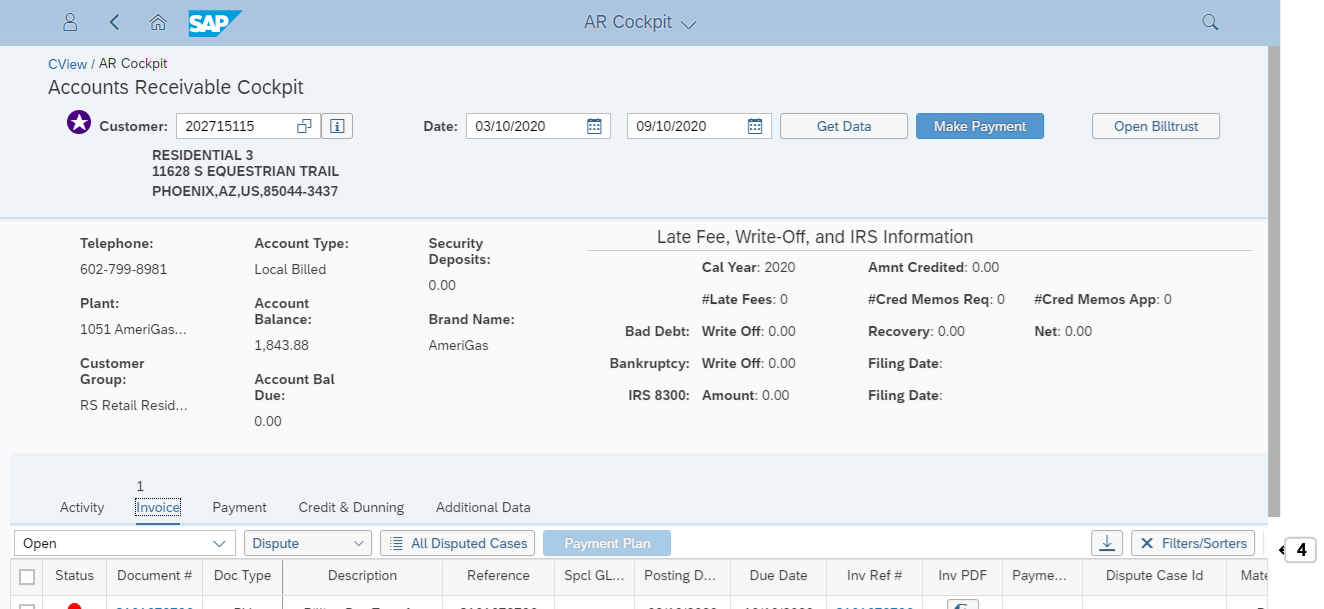 SAP AR Cockpit
CView / AR Cockpit
Accounts Receivable Cockpit
Customer: 202715115 Date: 03/10/2020 09/10/2020 Get Data Make Payment Open Billtrust
RESIDENTIAL 3
11628 S EQUESTRIAN TRAIL
PHOENIX,AZ,US,85044-3437
Telephone:
602-799-8981
Plant:
1051 AmeriGas...
Customer
Group:
RS Retail Resid...
Account Type:
Local Billed
Account
Balance:
1,843.88
Account Bal
Due:
0.00
Security
Deposits:
0.00
Brand Name:
AmeriGas
Late Fee, Write-Off, and IRS Information
Cal Year: 2020 Amnt Credited: 0.00
#Late Fees: 0 #Cred Memos Req: 0 #Cred Memos App: 0
Bad Debt: Write Off: 0.00 Recovery: 0.00 Net: 0.00
Bankruptcy: Write Off: 0.00 Filing Date:
IRS 8300: Amount: 0.00 Filing Date:
1
Activity Invoice Payment Credit & Dunning Additional Data
Open Dispute All Disputed Cases Payment Plan Filters/Sorters 4
Status Document # Doc Type Description Reference Spcl GL... Posting D... Due Date Inv Ref # Inv PDF Payme... Dispute Case Id Mate